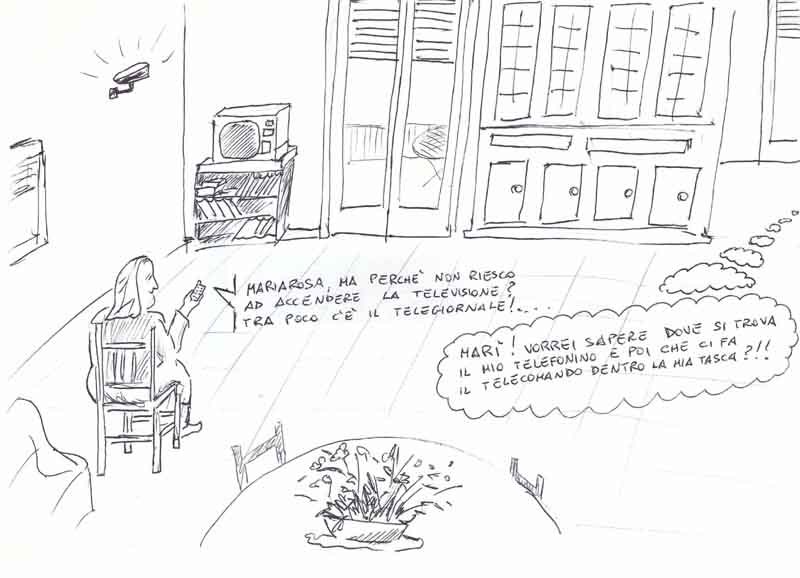 MARIAROSA, MA PERCHE' NON RIESCO
AD ACCENDERE LA TELEVISIONE?
TRA POCO C'È IL TELEGIORNALE!....
MARÌ! VORREI SAPERE DOVE SI TROVA
IL MIO TELEFONINO E POI CHE CI FA
IL TELECOMANDO DENTRO LA MIA TASCA?!!